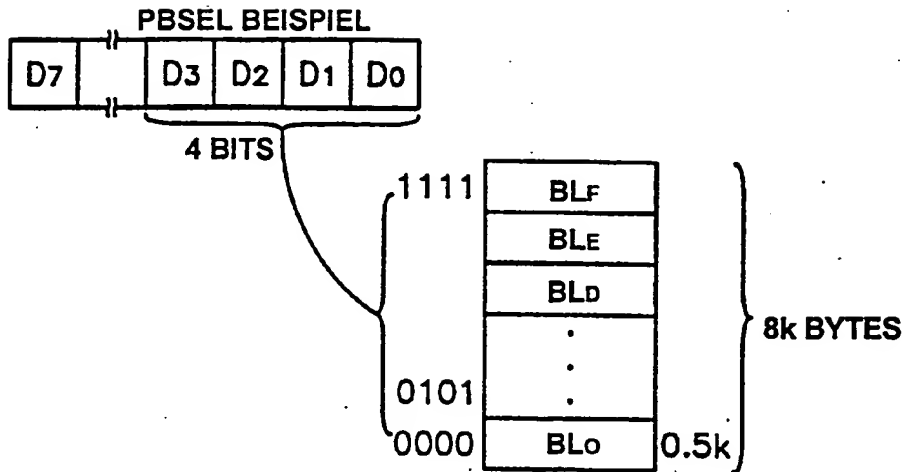 PBSEL BEISPIEL
D7 D3 D2 D1 D0
4 BITS
1111 BLF
BLE
BLD
8k BYTES
0101
0000 BL0 0.5k